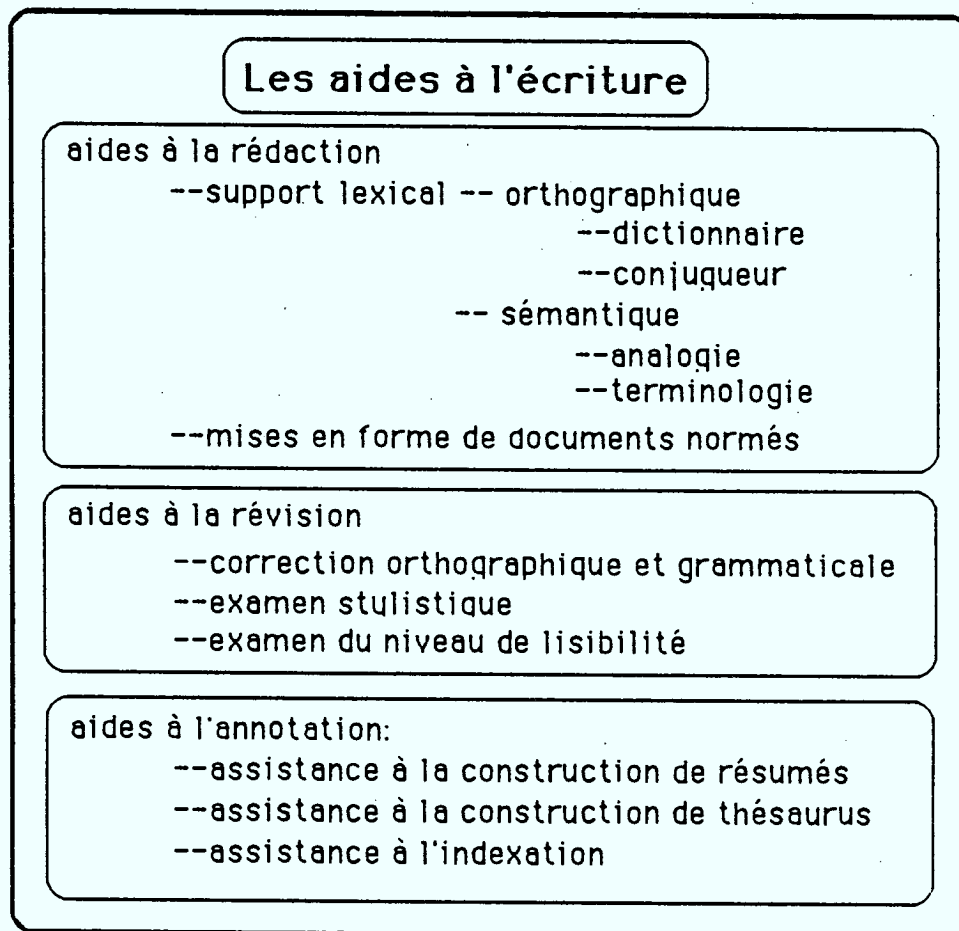 Les aides à l'écriture
aides à la rédaction
--support lexical -- orthographique
--dictionnaire
--conjugueur
-- sémantique
--analogie
--terminologie
--mises en forme de documents normés
aides à la révision
--correction orthographique et grammaticale
--examen stylistique
--examen du niveau de lisibilité
aides à l'annotation:
--assistance à la construction de résumés
--assistance à la construction de thésaurus
--assistance à l'indexation